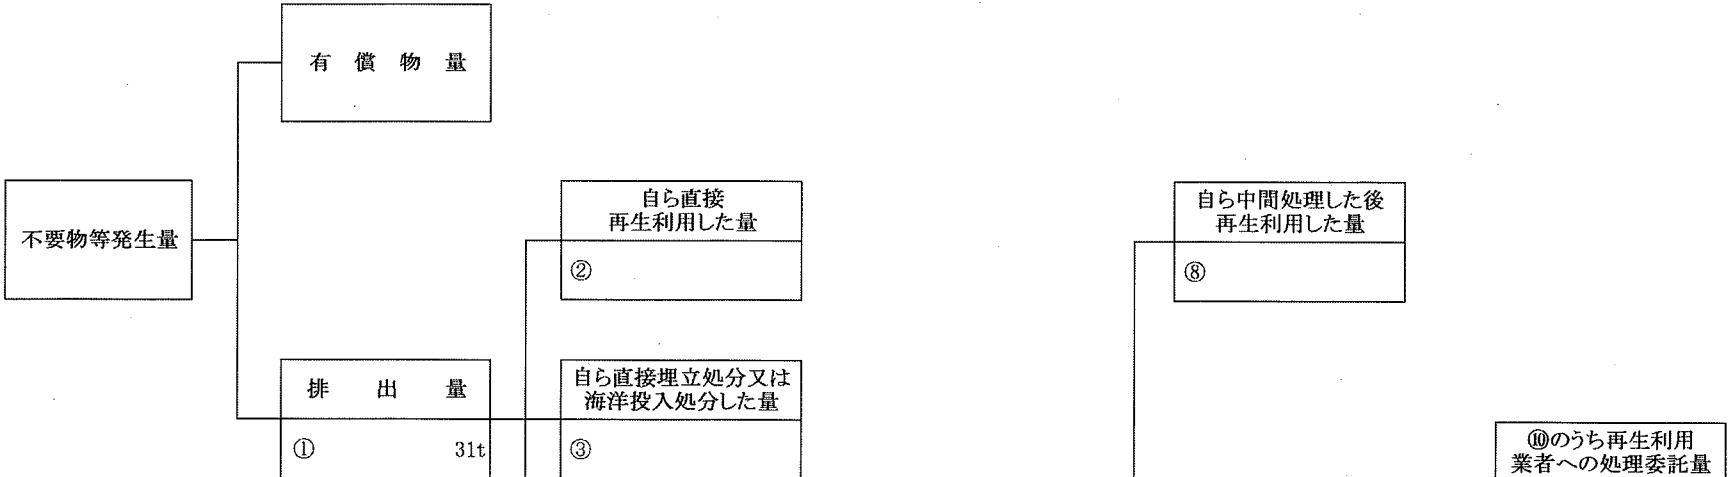 有償物量
不要物等発生量
自ら直接
再生利用した量
②
自ら中間処理した後
再生利用した量
⑧
排出量
① 31t
自ら直接埋立処分又は
海洋投入処分した量
③
⑩のうち再生利用
業者への処理委託量